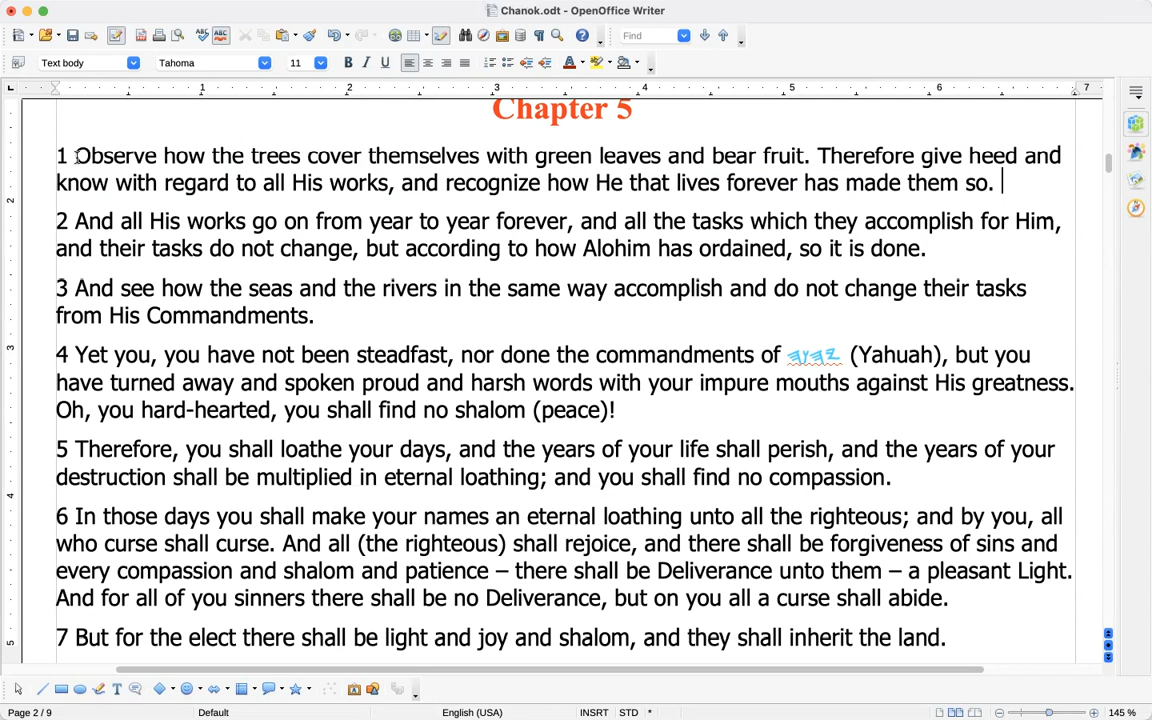 Chanok.odt - OpenOffice Writer
Find
Text body Tahoma 11 B I U
1 2 3 4 5 6 7
Chapter 5
1 Observe how the trees cover themselves with green leaves and bear fruit. Therefore give heed and
know with regard to all His works, and recognize how He that lives forever has made them so.
2 And all His works go on from year to year forever, and all the tasks which they accomplish for Him,
and their tasks do not change, but according to how Alohim has ordained, so it is done.
3 And see how the seas and the rivers in the same way accomplish and do not change their tasks
from His Commandments.
4 Yet you, you have not been steadfast, nor done the commandments of 𐤉𐤄𐤅𐤄 (Yahuah), but you
have turned away and spoken proud and harsh words with your impure mouths against His greatness.
Oh, you hard-hearted, you shall find no shalom (peace)!
5 Therefore, you shall loathe your days, and the years of your life shall perish, and the years of your
destruction shall be multiplied in eternal loathing; and you shall find no compassion.
6 In those days you shall make your names an eternal loathing unto all the righteous; and by you, all
who curse shall curse. And all (the righteous) shall rejoice, and there shall be forgiveness of sins and
every compassion and shalom and patience – there shall be Deliverance unto them – a pleasant Light.
And for all of you sinners there shall be no Deliverance, but on you all a curse shall abide.
7 But for the elect there shall be light and joy and shalom, and they shall inherit the land.
Page 2 / 9 Default English (USA) INSRT STD * 145 %